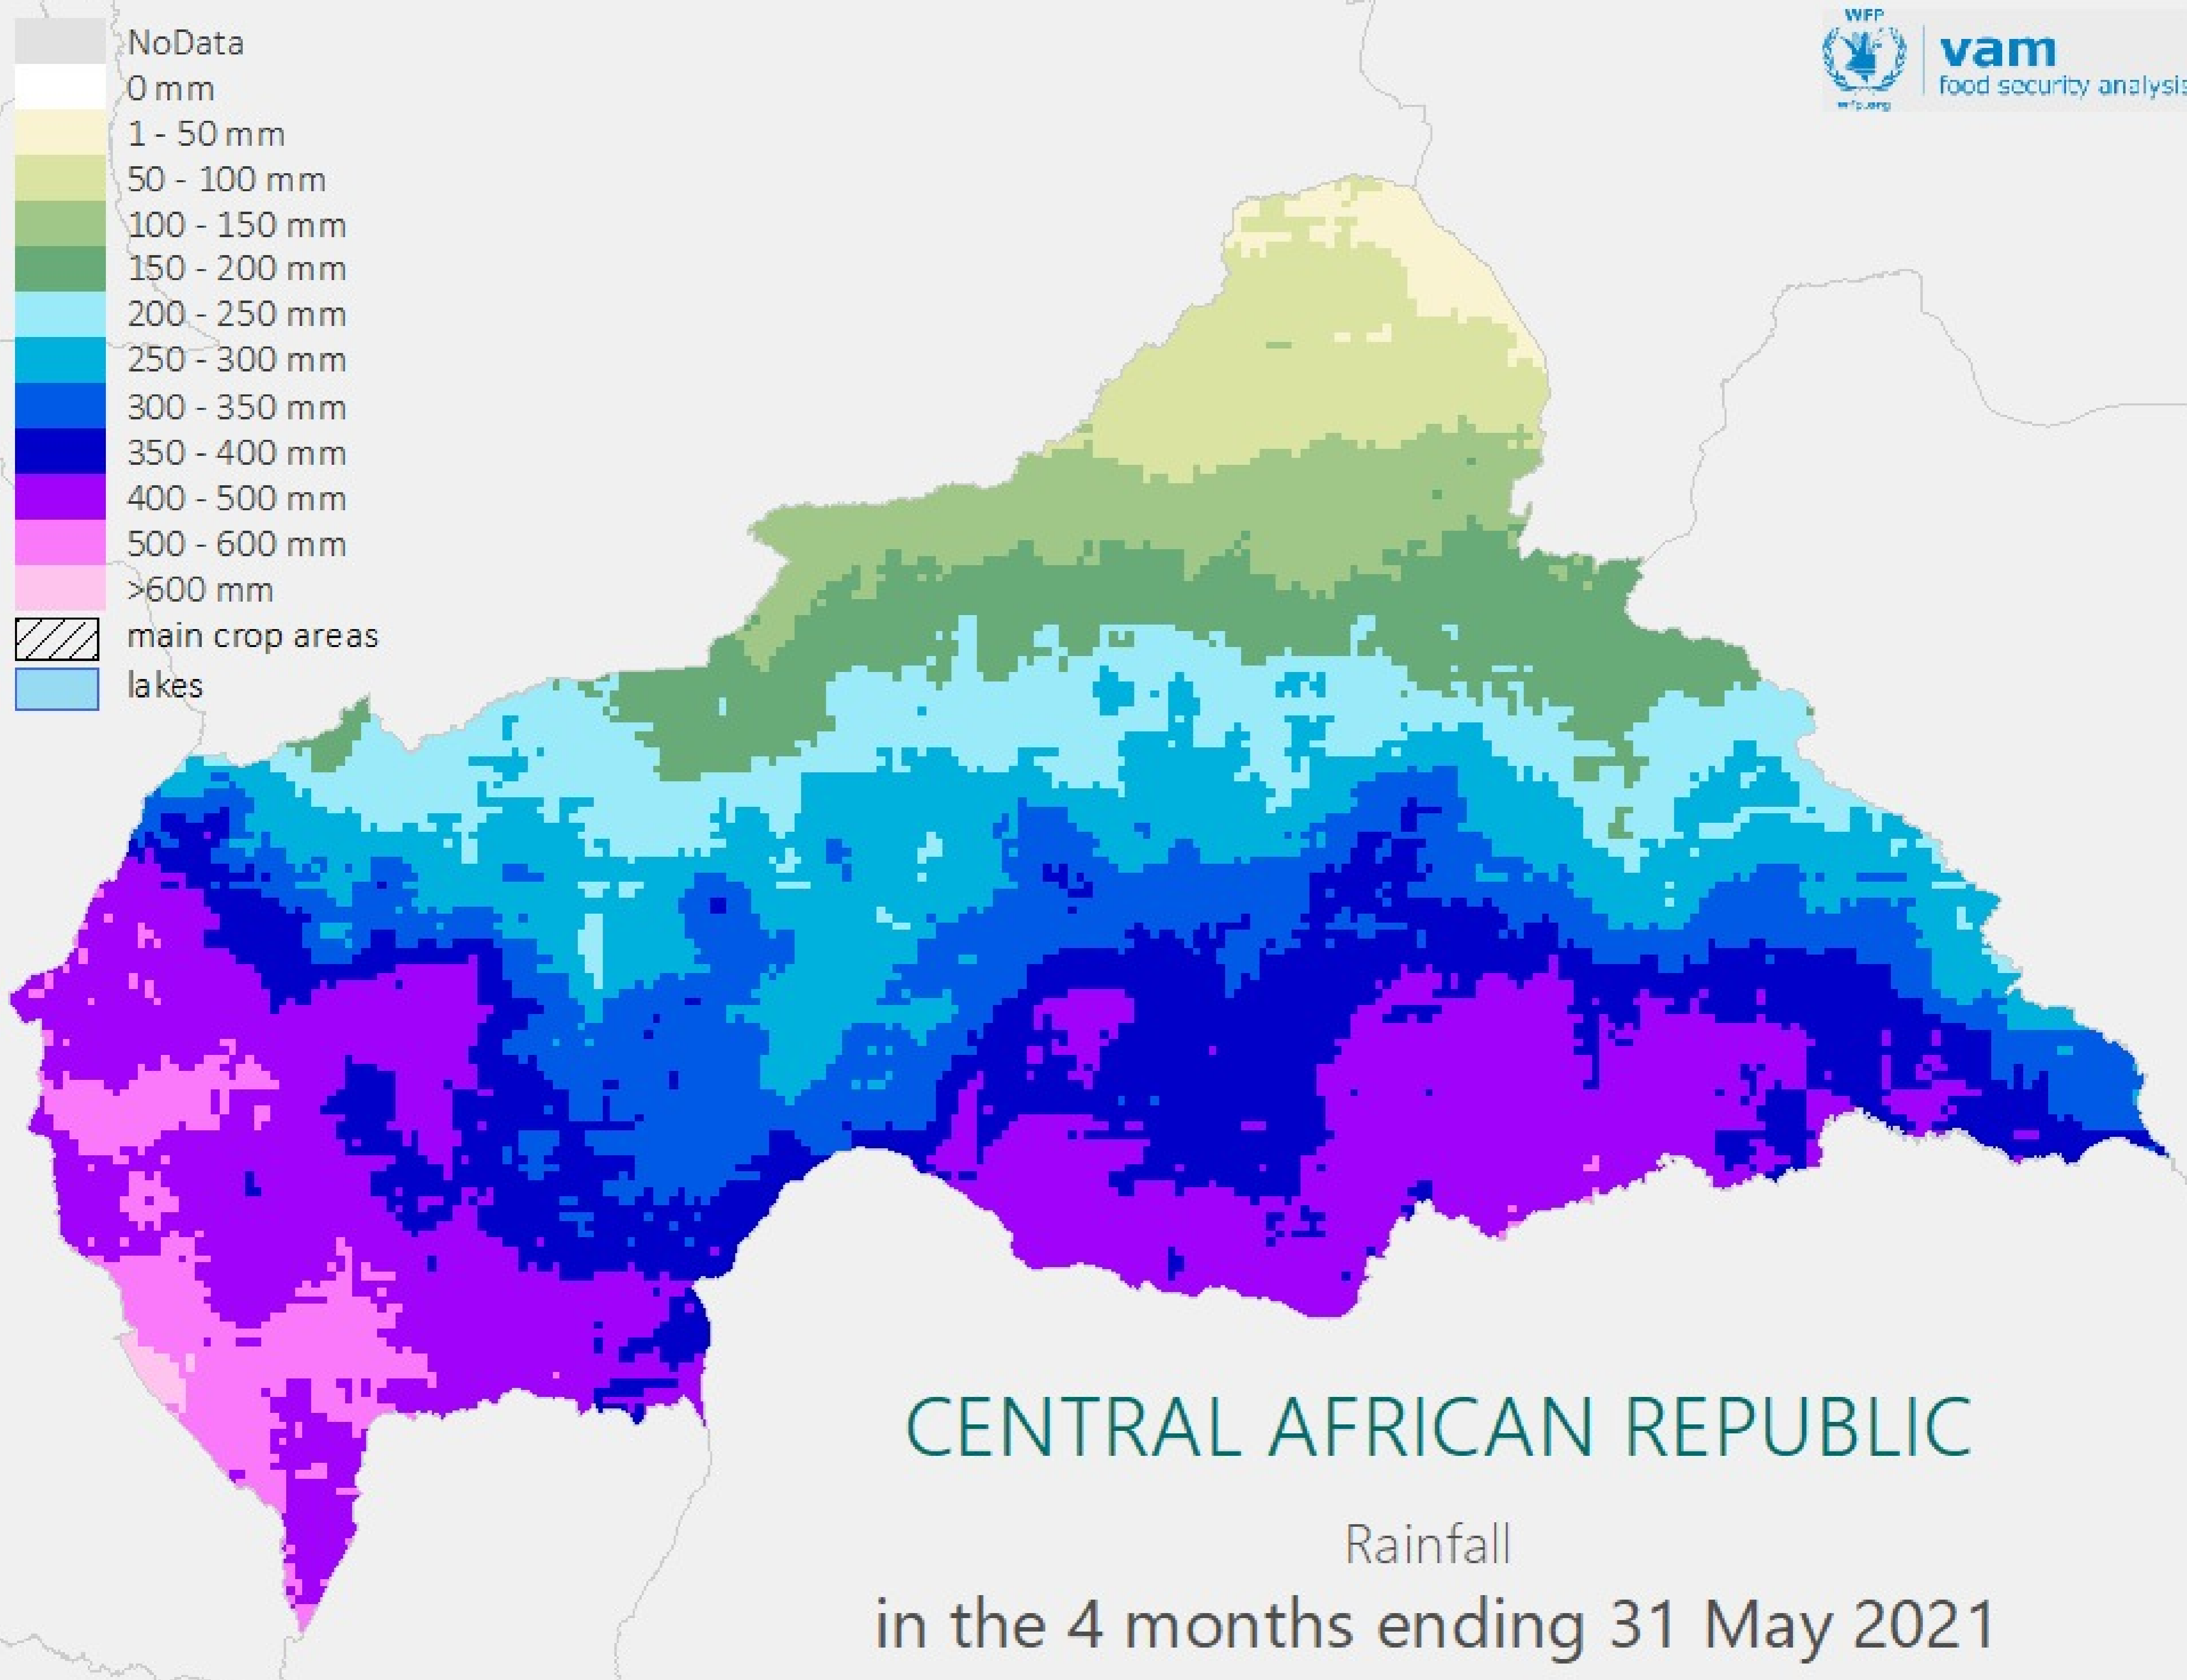 NoData
0 mm
1 - 50 mm
50 - 100 mm
100 - 150 mm
150 - 200 mm
200 - 250 mm
250 - 300 mm
300 - 350 mm
350 - 400 mm
400 - 500 mm
500 - 600 mm
>600 mm
main crop areas
lakes
WFP
wfp.org
vam
food security analysis
CENTRAL AFRICAN REPUBLIC
Rainfall
in the 4 months ending 31 May 2021